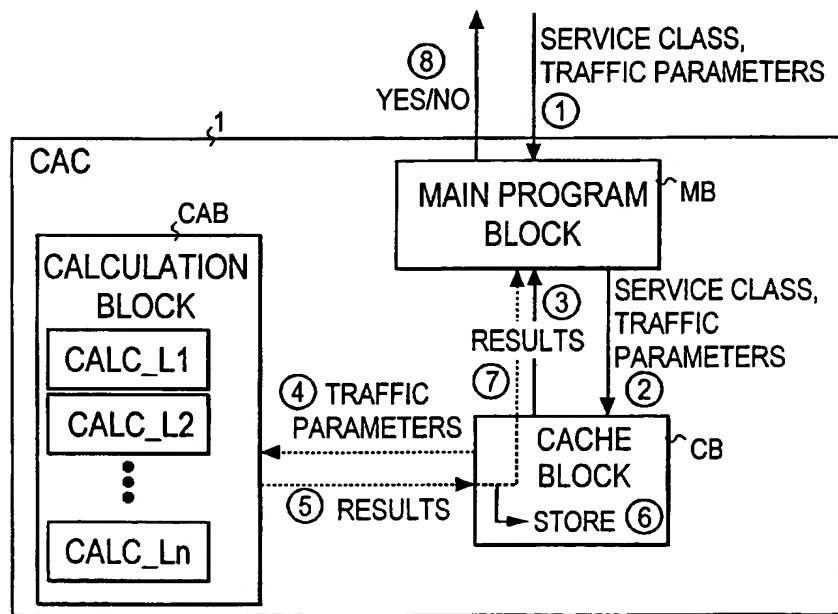 SERVICE CLASS,
TRAFFIC PARAMETERS
⑧
YES/NO
①
1
CAC
MAIN PROGRAM
BLOCK
MB
CAB
CALCULATION
BLOCK
CALC_L1
CALC_L2
CALC_Ln
③
RESULTS
⑦
SERVICE CLASS,
TRAFFIC
PARAMETERS
②
④ TRAFFIC
PARAMETERS
⑤ RESULTS
CACHE
BLOCK
CB
STORE ⑥